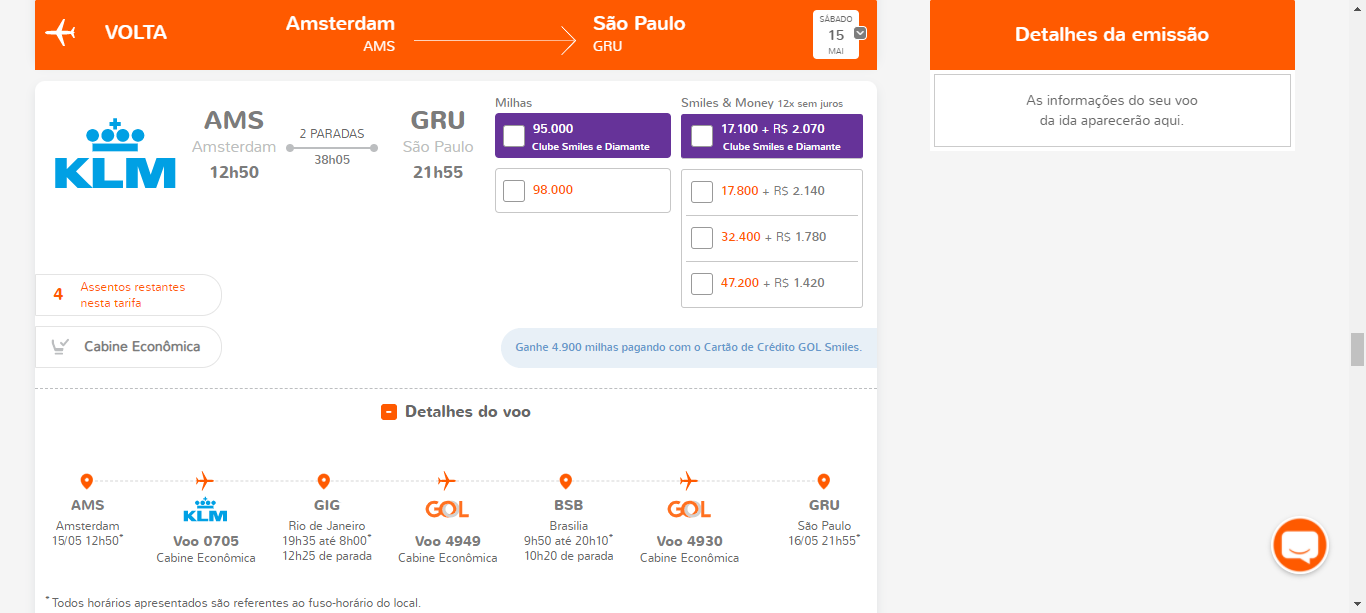 VOLTA
Amsterdam
AMS
São Paulo
GRU
SÁBADO
15
MAI
Detalhes da emissão
As informações do seu voo
da ida aparecerão aqui.
KLM
AMS
Amsterdam
12h50
2 PARADAS
38h05
GRU
São Paulo
21h55
Milhas
95.000
Clube Smiles e Diamante
98.000
Smiles & Money 12x sem juros
17.100 + R$ 2.070
Clube Smiles e Diamante
17.800 + R$ 2.140
32.400 + R$ 1.780
47.200 + R$ 1.420
4
Assentos restantes
nesta tarifa
Cabine Econômica
Ganhe 4.900 milhas pagando com o Cartão de Crédito GOL Smiles.
- Detalhes do voo
AMS
Amsterdam
15/05 12h50*
KLM
Voo 0705
Cabine Econômica
GIG
Rio de Janeiro
19h35 até 8h00*
12h25 de parada
GOL
Voo 4949
Cabine Econômica
BSB
Brasilia
9h50 até 20h10*
10h20 de parada
GOL
Voo 4930
Cabine Econômica
GRU
São Paulo
16/05 21h55*
* Todos horários apresentados são referentes ao fuso-horário do local.